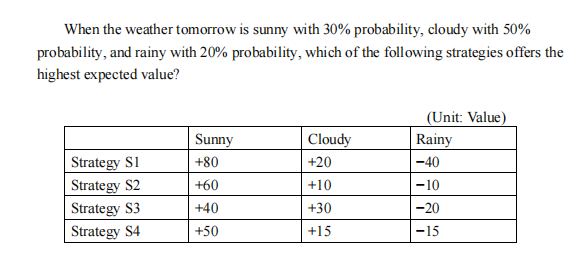 When the weather tomorrow is sunny with 30% probability, cloudy with 50%
probability, and rainy with 20% probability, which of the following strategies offers the
highest expected value?
(Unit: Value)
Sunny Cloudy Rainy
Strategy S1 +80 +20 −40
Strategy S2 +60 +10 −10
Strategy S3 +40 +30 −20
Strategy S4 +50 +15 −15